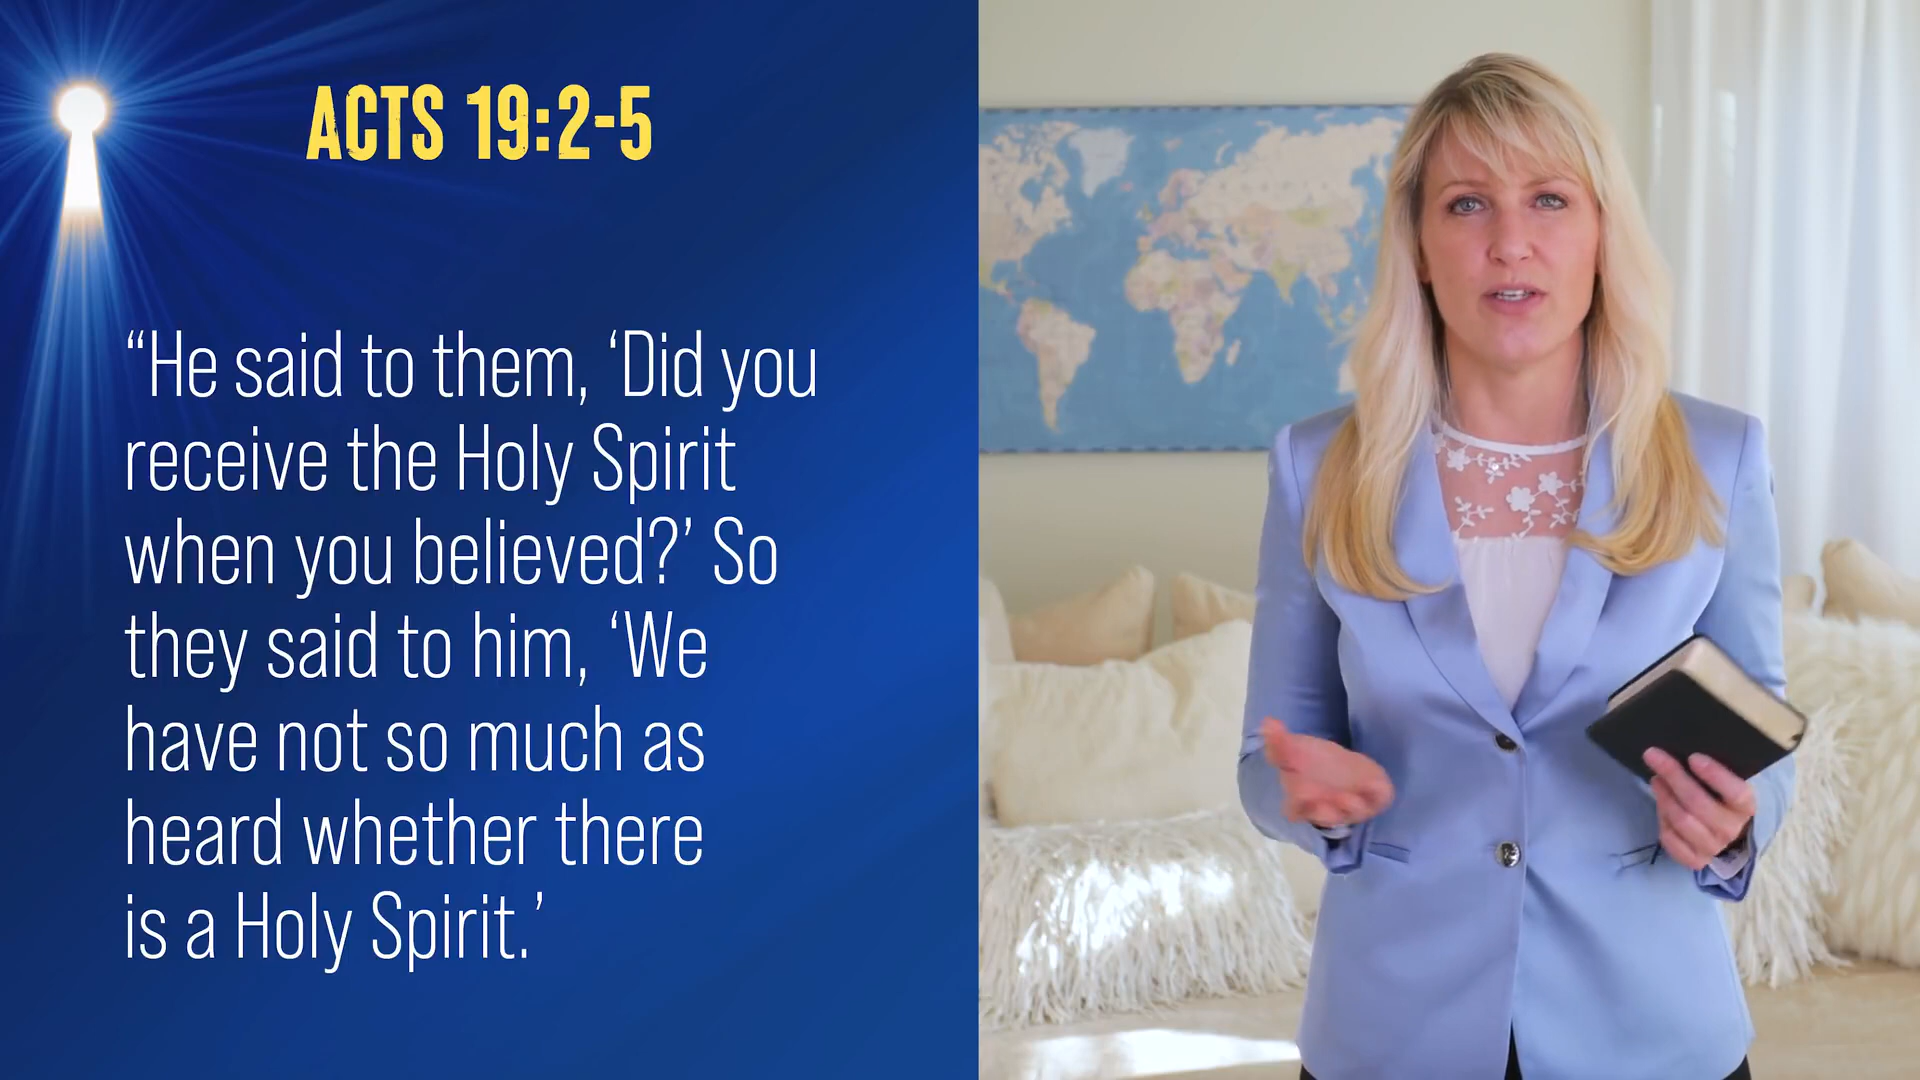 ACTS 19:2-5
“He said to them, ‘Did you
receive the Holy Spirit
when you believed?’ So
they said to him, ‘We
have not so much as
heard whether there
is a Holy Spirit.’